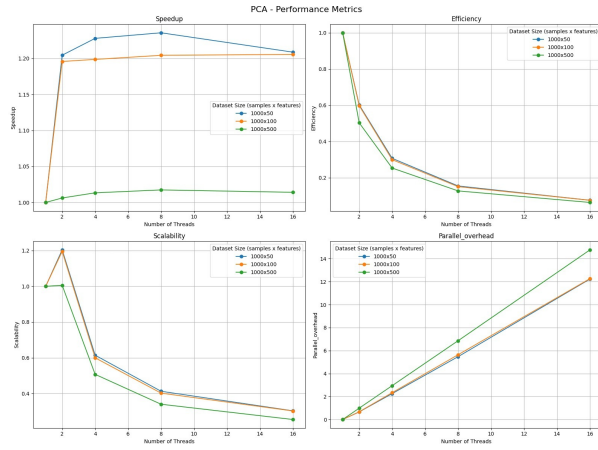 PCA - Performance Metrics
Speedup
Speedup
1.20
1.15
1.10
1.05
1.00
Dataset Size (samples x features)
1000x50
1000x100
1000x500
2 4 6 8 10 12 14 16
Number of Threads
Efficiency
Efficiency
1.0
0.8
0.6
0.4
0.2
Dataset Size (samples x features)
1000x50
1000x100
1000x500
2 4 6 8 10 12 14 16
Number of Threads
Scalability
Scalability
1.2
1.0
0.8
0.6
0.4
Dataset Size (samples x features)
1000x50
1000x100
1000x500
2 4 6 8 10 12 14 16
Number of Threads
Parallel_overhead
Parallel_overhead
14
12
10
8
6
4
2
0
Dataset Size (samples x features)
1000x50
1000x100
1000x500
2 4 6 8 10 12 14 16
Number of Threads